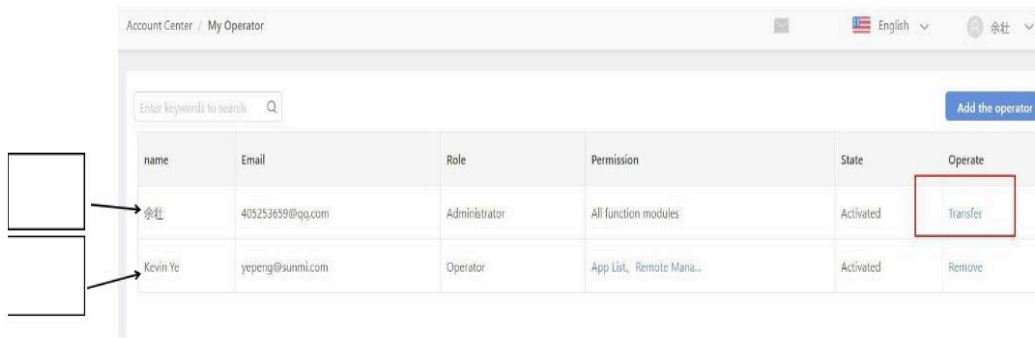 Account Center / My Operator
English
余壮
Enter keywords to search
Add the operator
name Email Role Permission State Operate
余壮 405253659@qq.com Administrator All function modules Activated Transfer
Kevin Ye yepeng@sunmi.com Operator App List、Remote Mana... Activated Remove